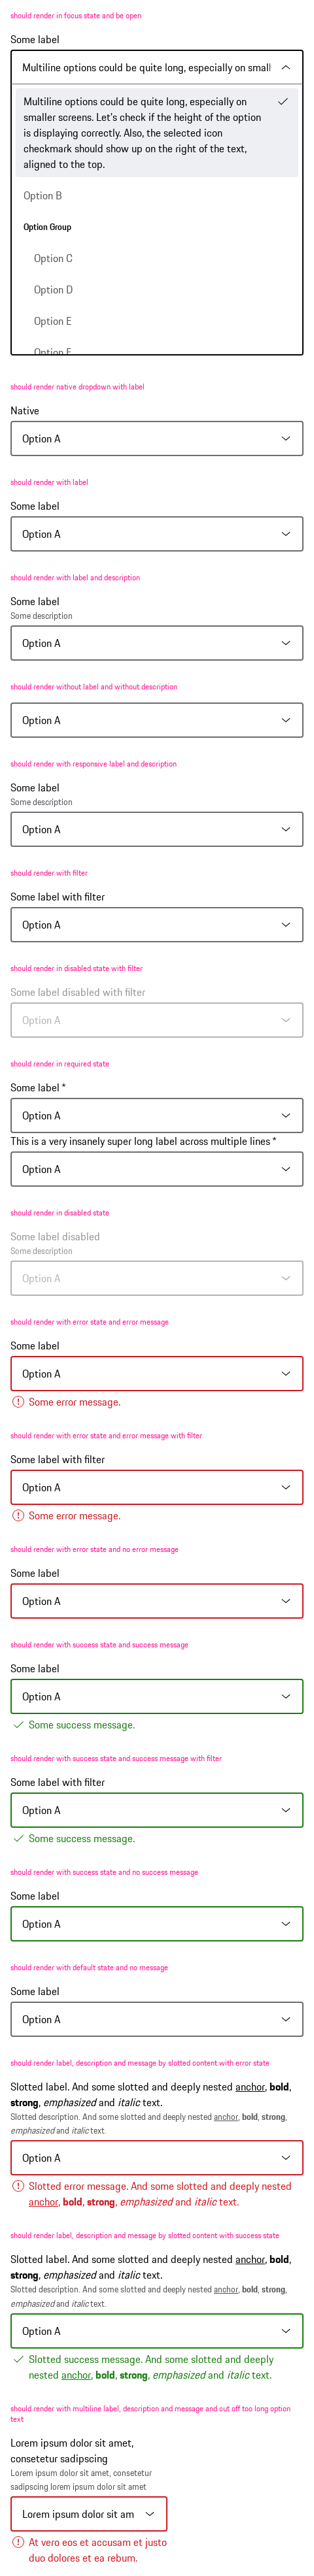 should render in focus state and be open
Some label
Multiline options could be quite long, especially on small
Multiline options could be quite long, especially on
smaller screens. Let's check if the height of the option
is displaying correctly. Also, the selected icon
checkmark should show up on the right of the text,
aligned to the top.
Option B
Option Group
Option C
Option D
Option E
should render native dropdown with label
Native
Option A
should render with label
Some label
Option A
should render with label and description
Some label
Some description
Option A
should render without label and without description
Option A
should render with responsive label and description
Some label
Some description
Option A
should render with filter
Some label with filter
Option A
should render in disabled state with filter
Some label disabled with filter
Option A
should render in required state
Some label *
Option A
This is a very insanely super long label across multiple lines *
Option A
should render in disabled state
Some label disabled
Some description
Option A
should render with error state and error message
Some label
Option A
Some error message.
should render with error state and error message with filter
Some label with filter
Option A
Some error message.
should render with error state and no error message
Some label
Option A
should render with success state and success message
Some label
Option A
Some success message.
should render with success state and success message with filter
Some label with filter
Option A
Some success message.
should render with success state and no success message
Some label
Option A
should render with default state and no message
Some label
Option A
should render label, description and message by slotted content with error state
Slotted label. And some slotted and deeply nested anchor, bold,
strong, emphasized and italic text.
Slotted description. And some slotted and deeply nested anchor, bold, strong,
emphasized and italic text.
Option A
Slotted error message. And some slotted and deeply nested
anchor, bold, strong, emphasized and italic text.
should render label, description and message by slotted content with success state
Slotted label. And some slotted and deeply nested anchor, bold,
strong, emphasized and italic text.
Slotted description. And some slotted and deeply nested anchor, bold, strong,
emphasized and italic text.
Option A
Slotted success message. And some slotted and deeply
nested anchor, bold, strong, emphasized and italic text.
should render with multiline label, description and message and cut off too long option
text
Lorem ipsum dolor sit amet,
consetetur sadipscing
Lorem ipsum dolor sit amet, consetetur
sadipscing lorem ipsum dolor sit amet
Lorem ipsum dolor sit am
At vero eos et accusam et justo
duo dolores et ea rebum.